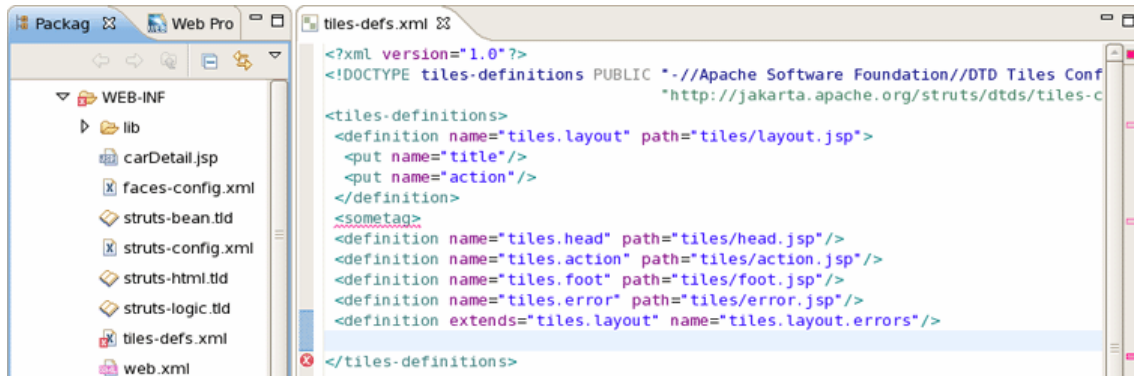 Packag
Web Pro
WEB-INF
lib
carDetail.jsp
faces-config.xml
struts-bean.tld
struts-config.xml
struts-html.tld
struts-logic.tld
tiles-defs.xml
web.xml
tiles-defs.xml
<?xml version="1.0"?>
<!DOCTYPE tiles-definitions PUBLIC "-//Apache Software Foundation//DTD Tiles Conf
"http://jakarta.apache.org/struts/dtds/tiles-c
<tiles-definitions>
<definition name="tiles.layout" path="tiles/layout.jsp">
<put name="title"/>
<put name="action"/>
</definition>
<sometag>
<definition name="tiles.head" path="tiles/head.jsp"/>
<definition name="tiles.action" path="tiles/action.jsp"/>
<definition name="tiles.foot" path="tiles/foot.jsp"/>
<definition name="tiles.error" path="tiles/error.jsp"/>
<definition extends="tiles.layout" name="tiles.layout.errors"/>
</tiles-definitions>